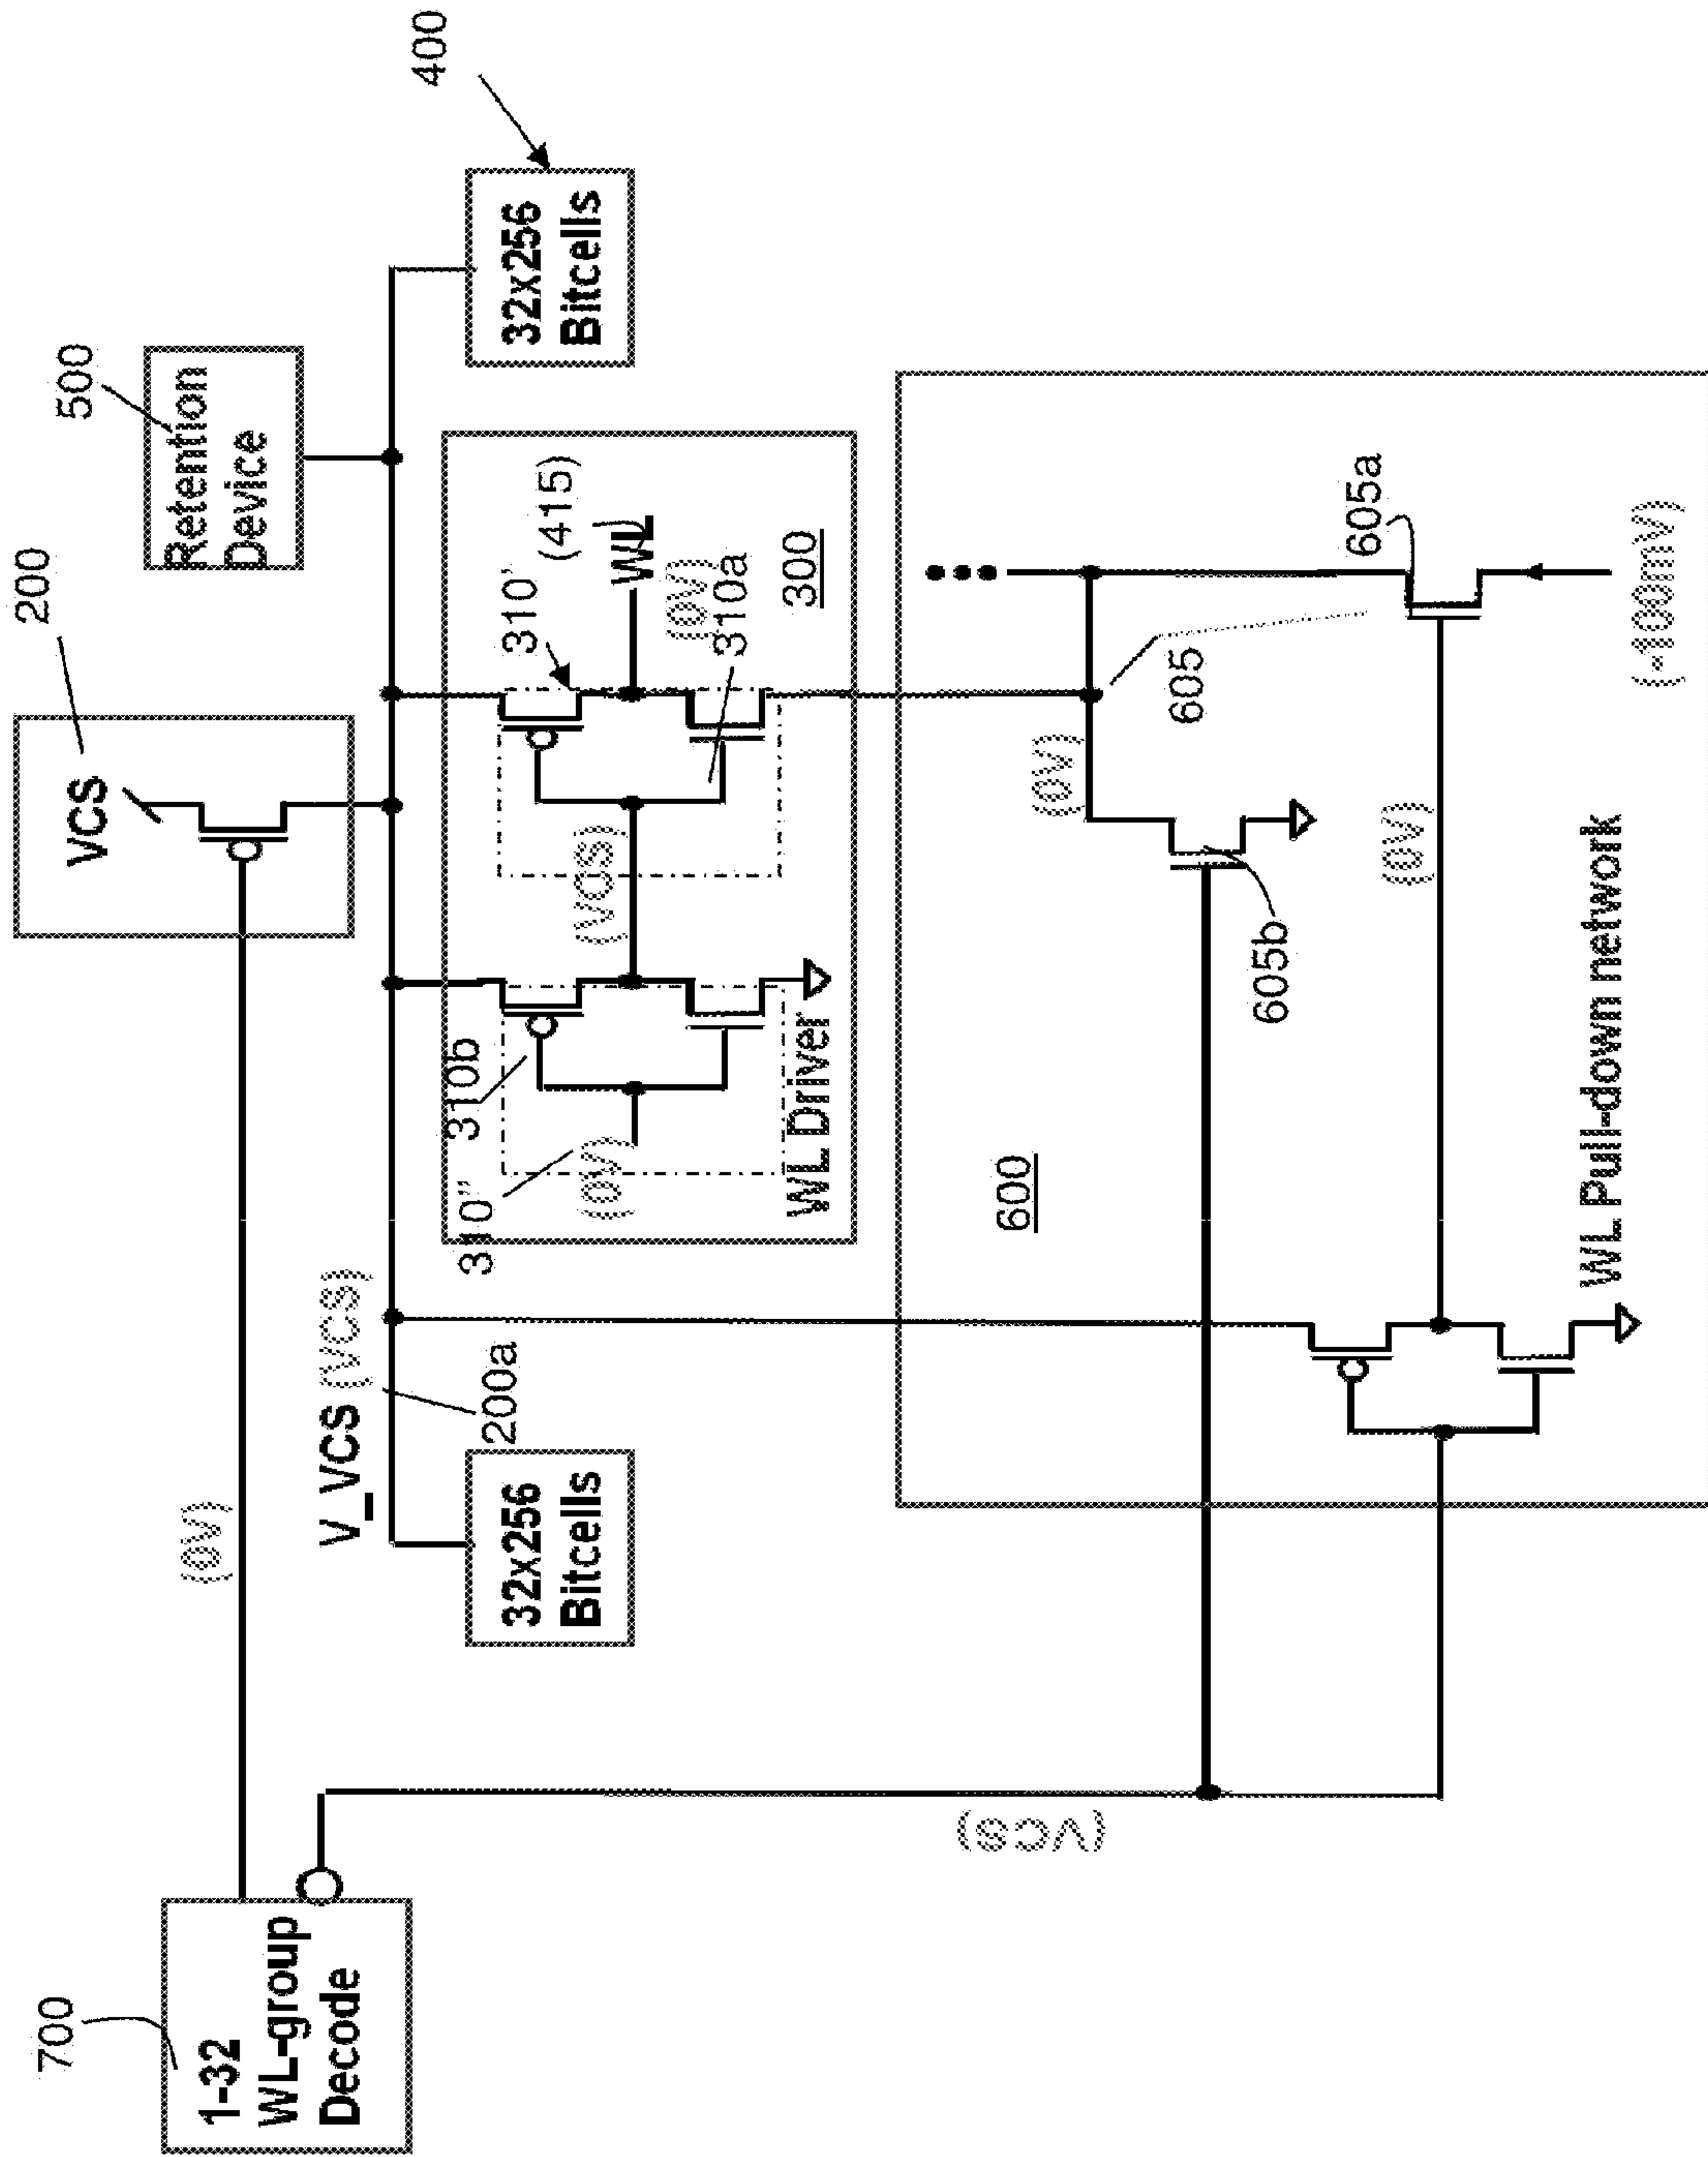 700
1-32
WL-group
Decode
(0V)
200
VCS
500
Retention
Device
400
V_VCS (VCS)
200a
32x256
Bitcells
32x256
Bitcells
310"
310b
(0V)
(VCS)
310'
(415)
WL
(0V)
310a
300
WL Driver
(VCS)
600
(0V)
605
605b
605a
(0V)
(-100mV)
WL Pull-down network